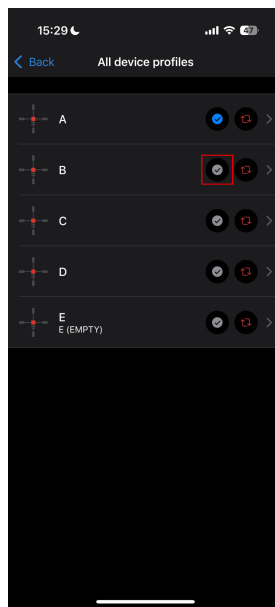 15:29
47
Back
All device profiles
A
B
C
D
E
E (EMPTY)